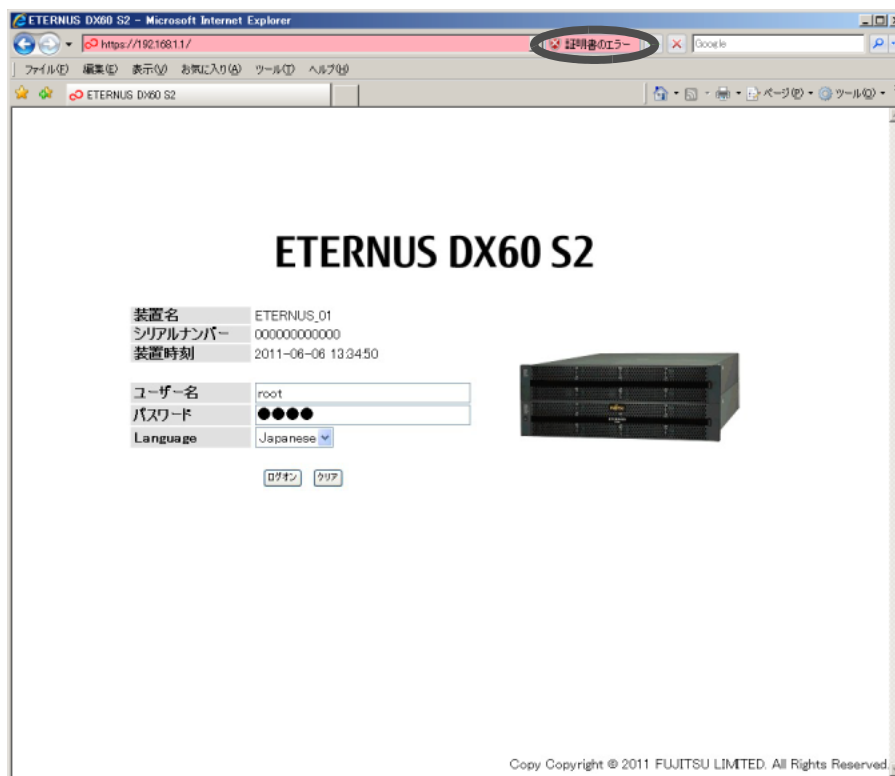 ETERNUS DX60 S2 - Microsoft Internet Explorer
https://192.168.1.1/
証明書のエラー
Google
ファイル(F) 編集(E) 表示(V) お気に入り(A) ツール(T) ヘルプ(H)
ETERNUS DX60 S2
ページ(P) ツール(O)
ETERNUS DX60 S2
装置名 ETERNUS_01
シリアルナンバー 000000000000
装置時刻 2011-06-06 13:34:50
ユーザー名 root
パスワード ●●●●
Language Japanese
ログオン クリア
Copy Copyright © 2011 FUJITSU LIMITED. All Rights Reserved.